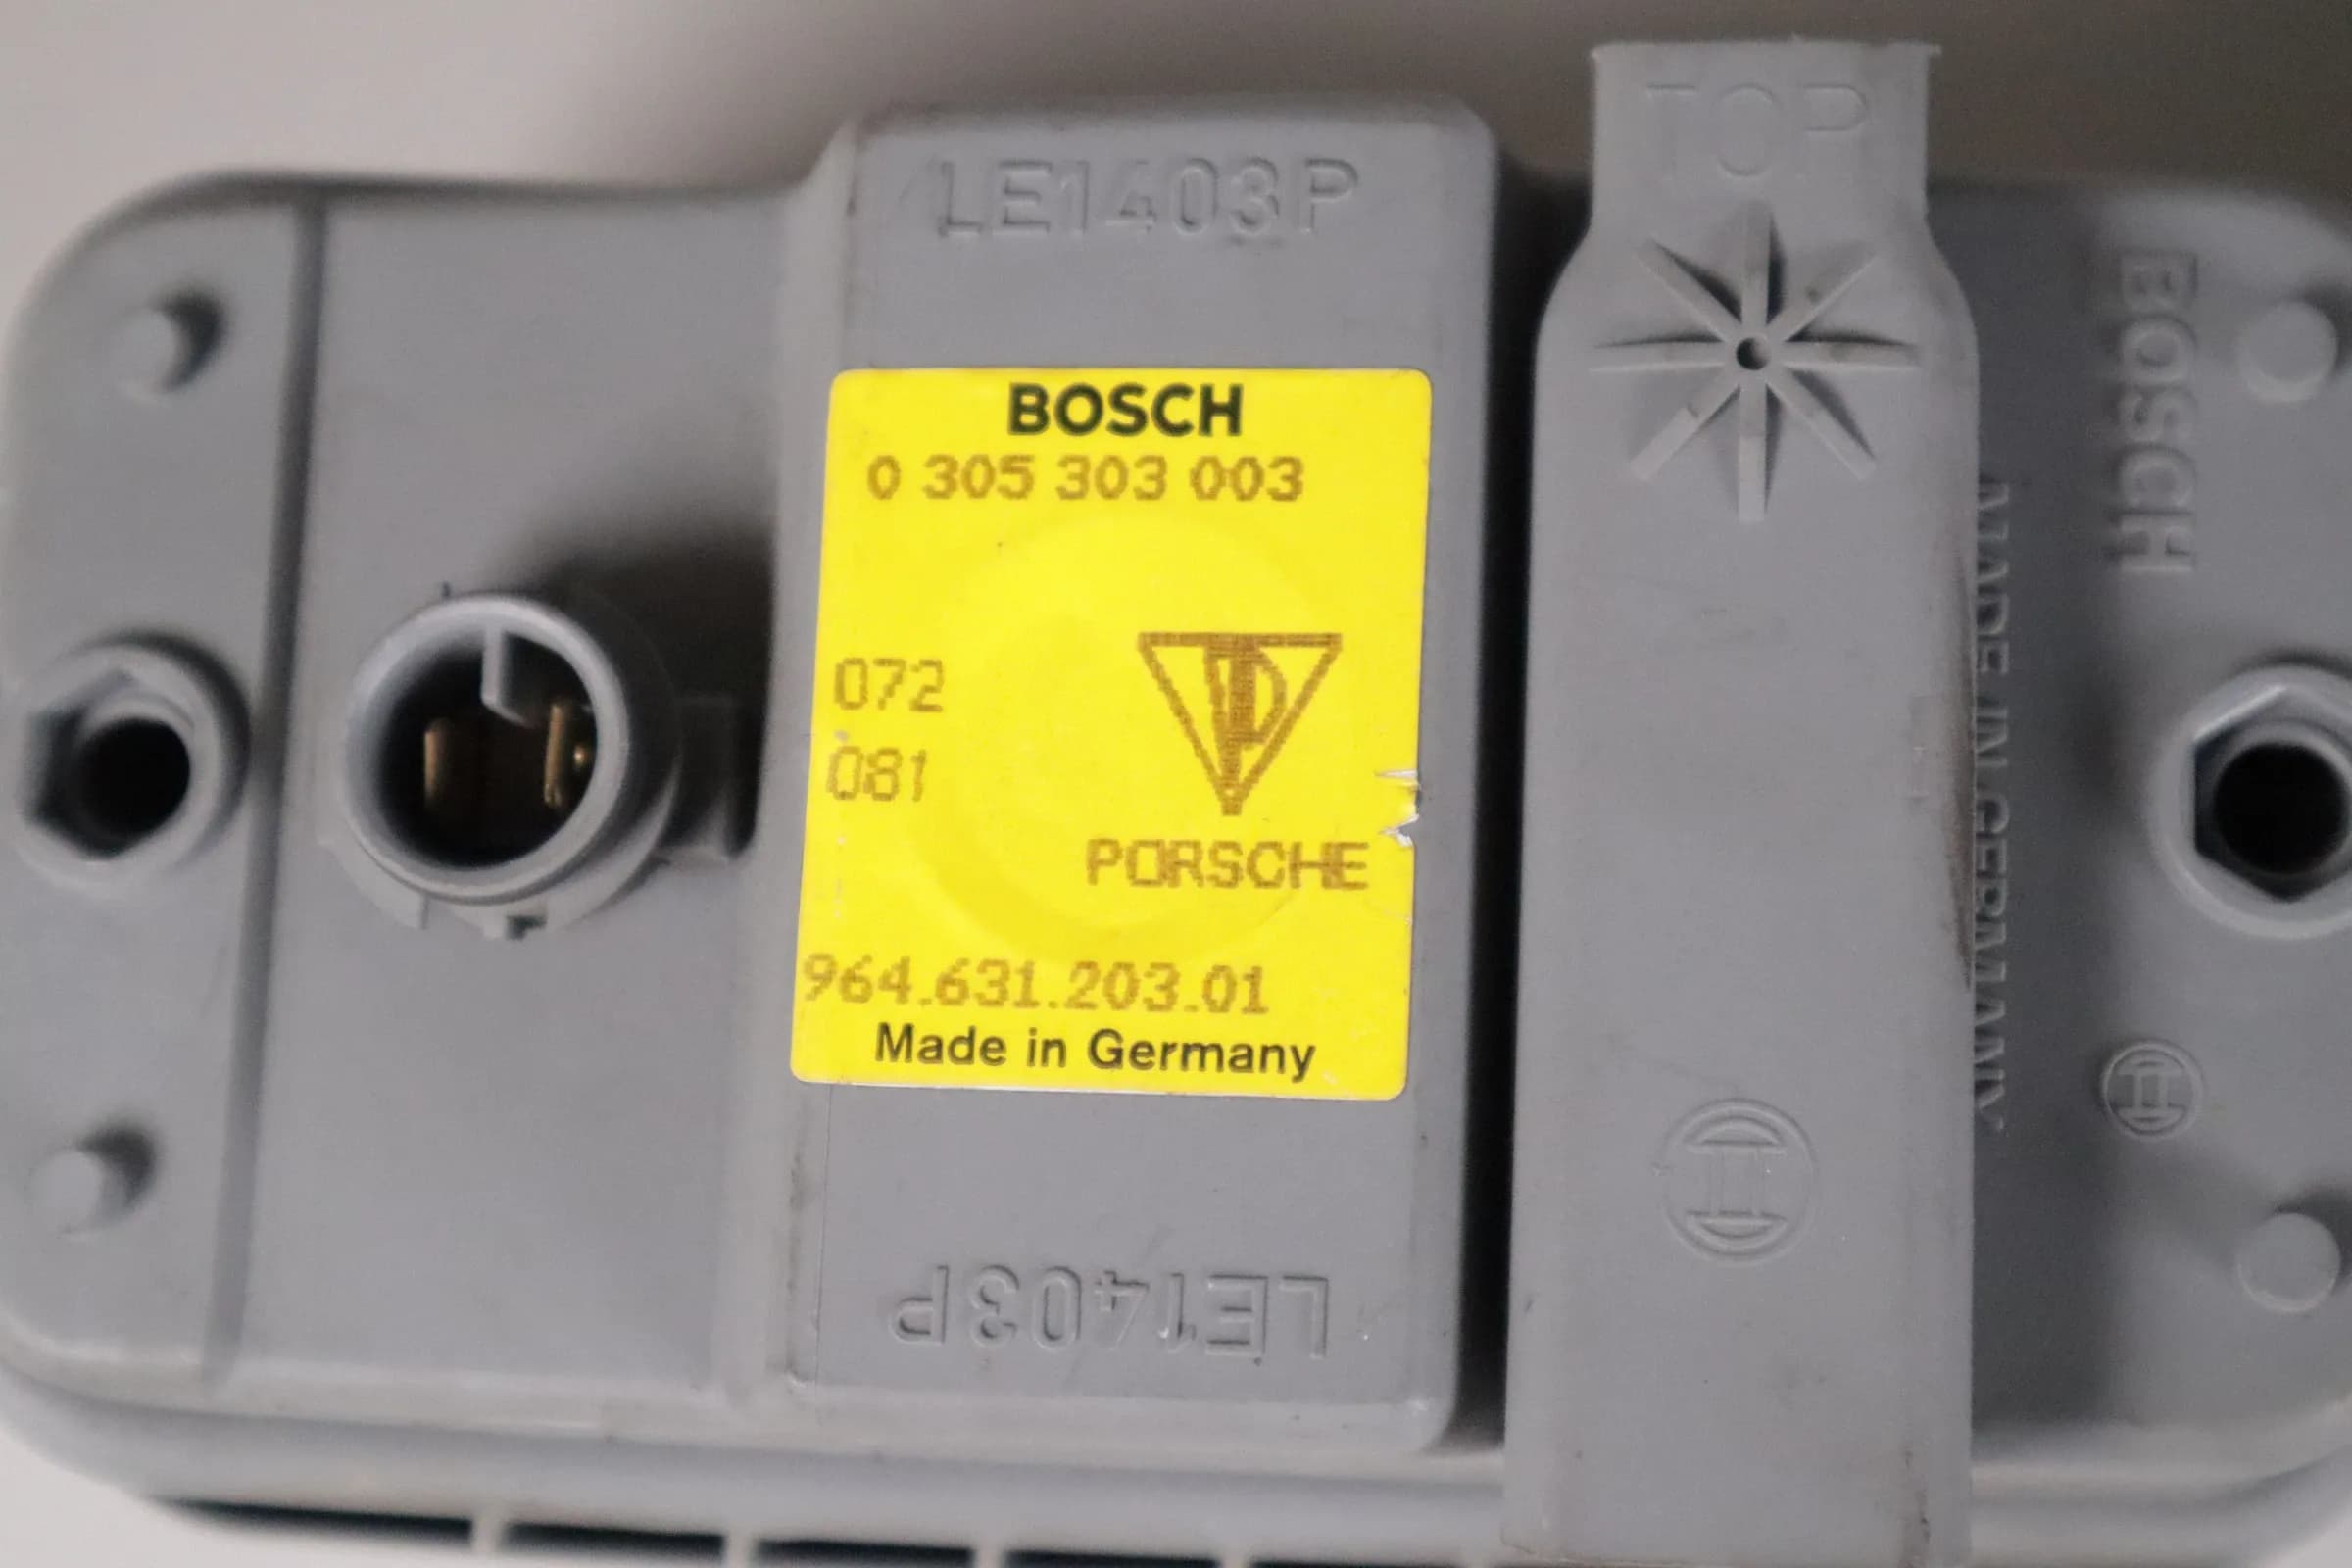 LE1403P
TOP
BOSCH
0 305 303 003
072
081
PORSCHE
964.631.203.01
Made in Germany
LE1403P
BOSCH
MADE IN GERMANY